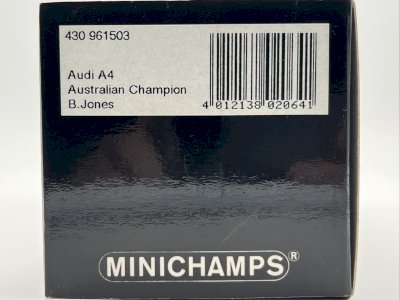 430 961503
Audi A4
Australian Champion
B.Jones
4 012138 020641
MINICHAMPS®